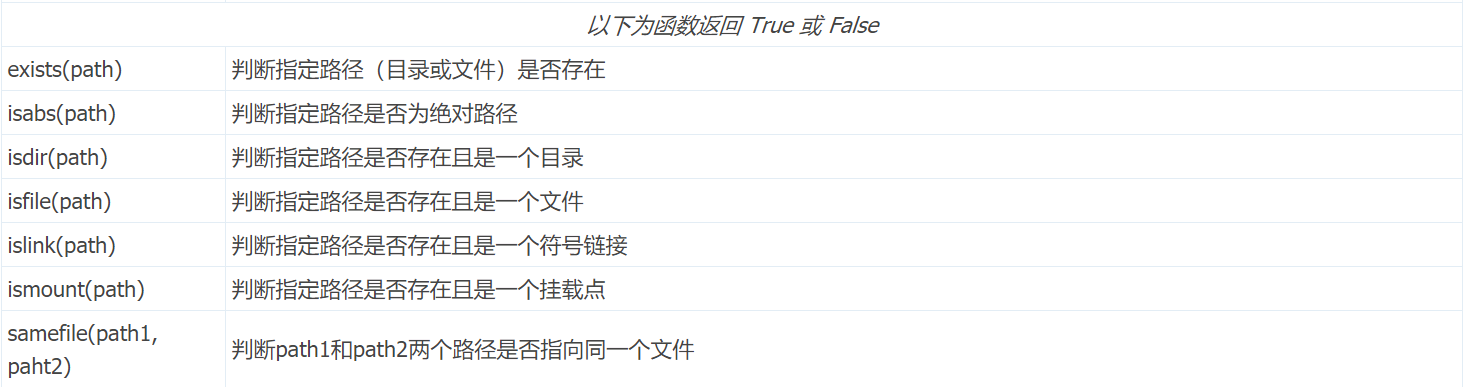 以下为函数返回 True 或 False
exists(path) 判断指定路径（目录或文件）是否存在
isabs(path) 判断指定路径是否为绝对路径
isdir(path) 判断指定路径是否存在且是一个目录
isfile(path) 判断指定路径是否存在且是一个文件
islink(path) 判断指定路径是否存在且是一个符号链接
ismount(path) 判断指定路径是否存在且是一个挂载点
samefile(path1,
paht2)
判断path1和path2两个路径是否指向同一个文件